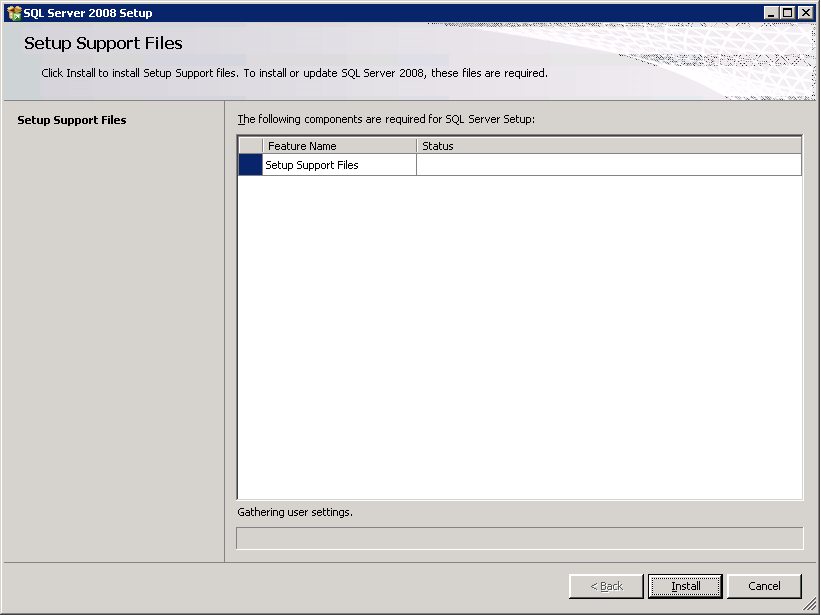 SQL Server 2008 Setup
Setup Support Files
Click Install to install Setup Support files. To install or update SQL Server 2008, these files are required.
Setup Support Files
The following components are required for SQL Server Setup:
Feature Name Status
Setup Support Files
Gathering user settings.
< Back Install Cancel